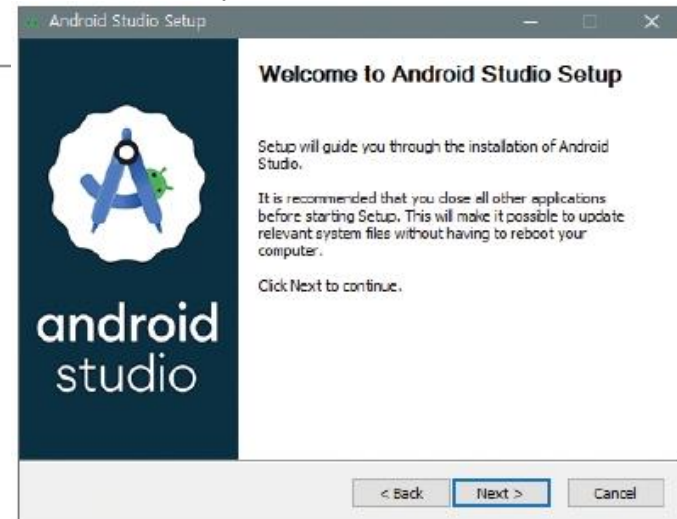 Android Studio Setup
Welcome to Android Studio Setup
Setup will guide you through the installation of Android
Studio.
It is recommended that you close all other applications
before starting Setup. This will make it possible to update
relevant system files without having to reboot your
computer.
Click Next to continue.
android
studio
< Back
Next >
Cancel